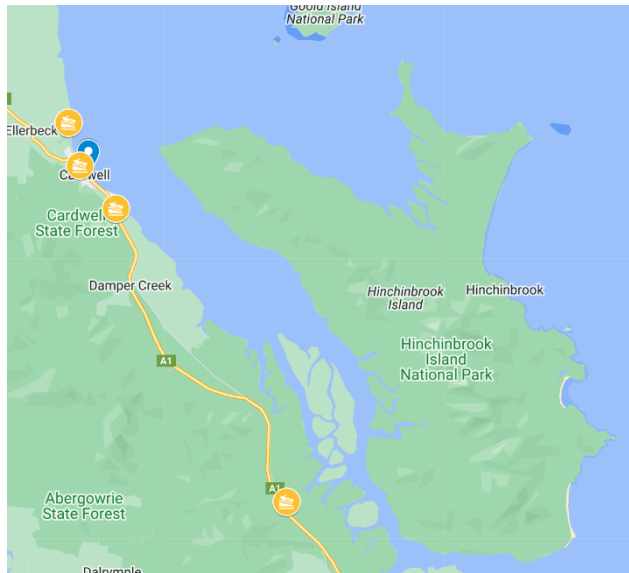 Goold Island
National Park
Ellerbeck
Cardwell
Cardwell
State Forest
Damper Creek
Hinchinbrook
Island
Hinchinbrook
Hinchinbrook
Island
National Park
A1
A1
Abergowrie
State Forest
Dalrymple